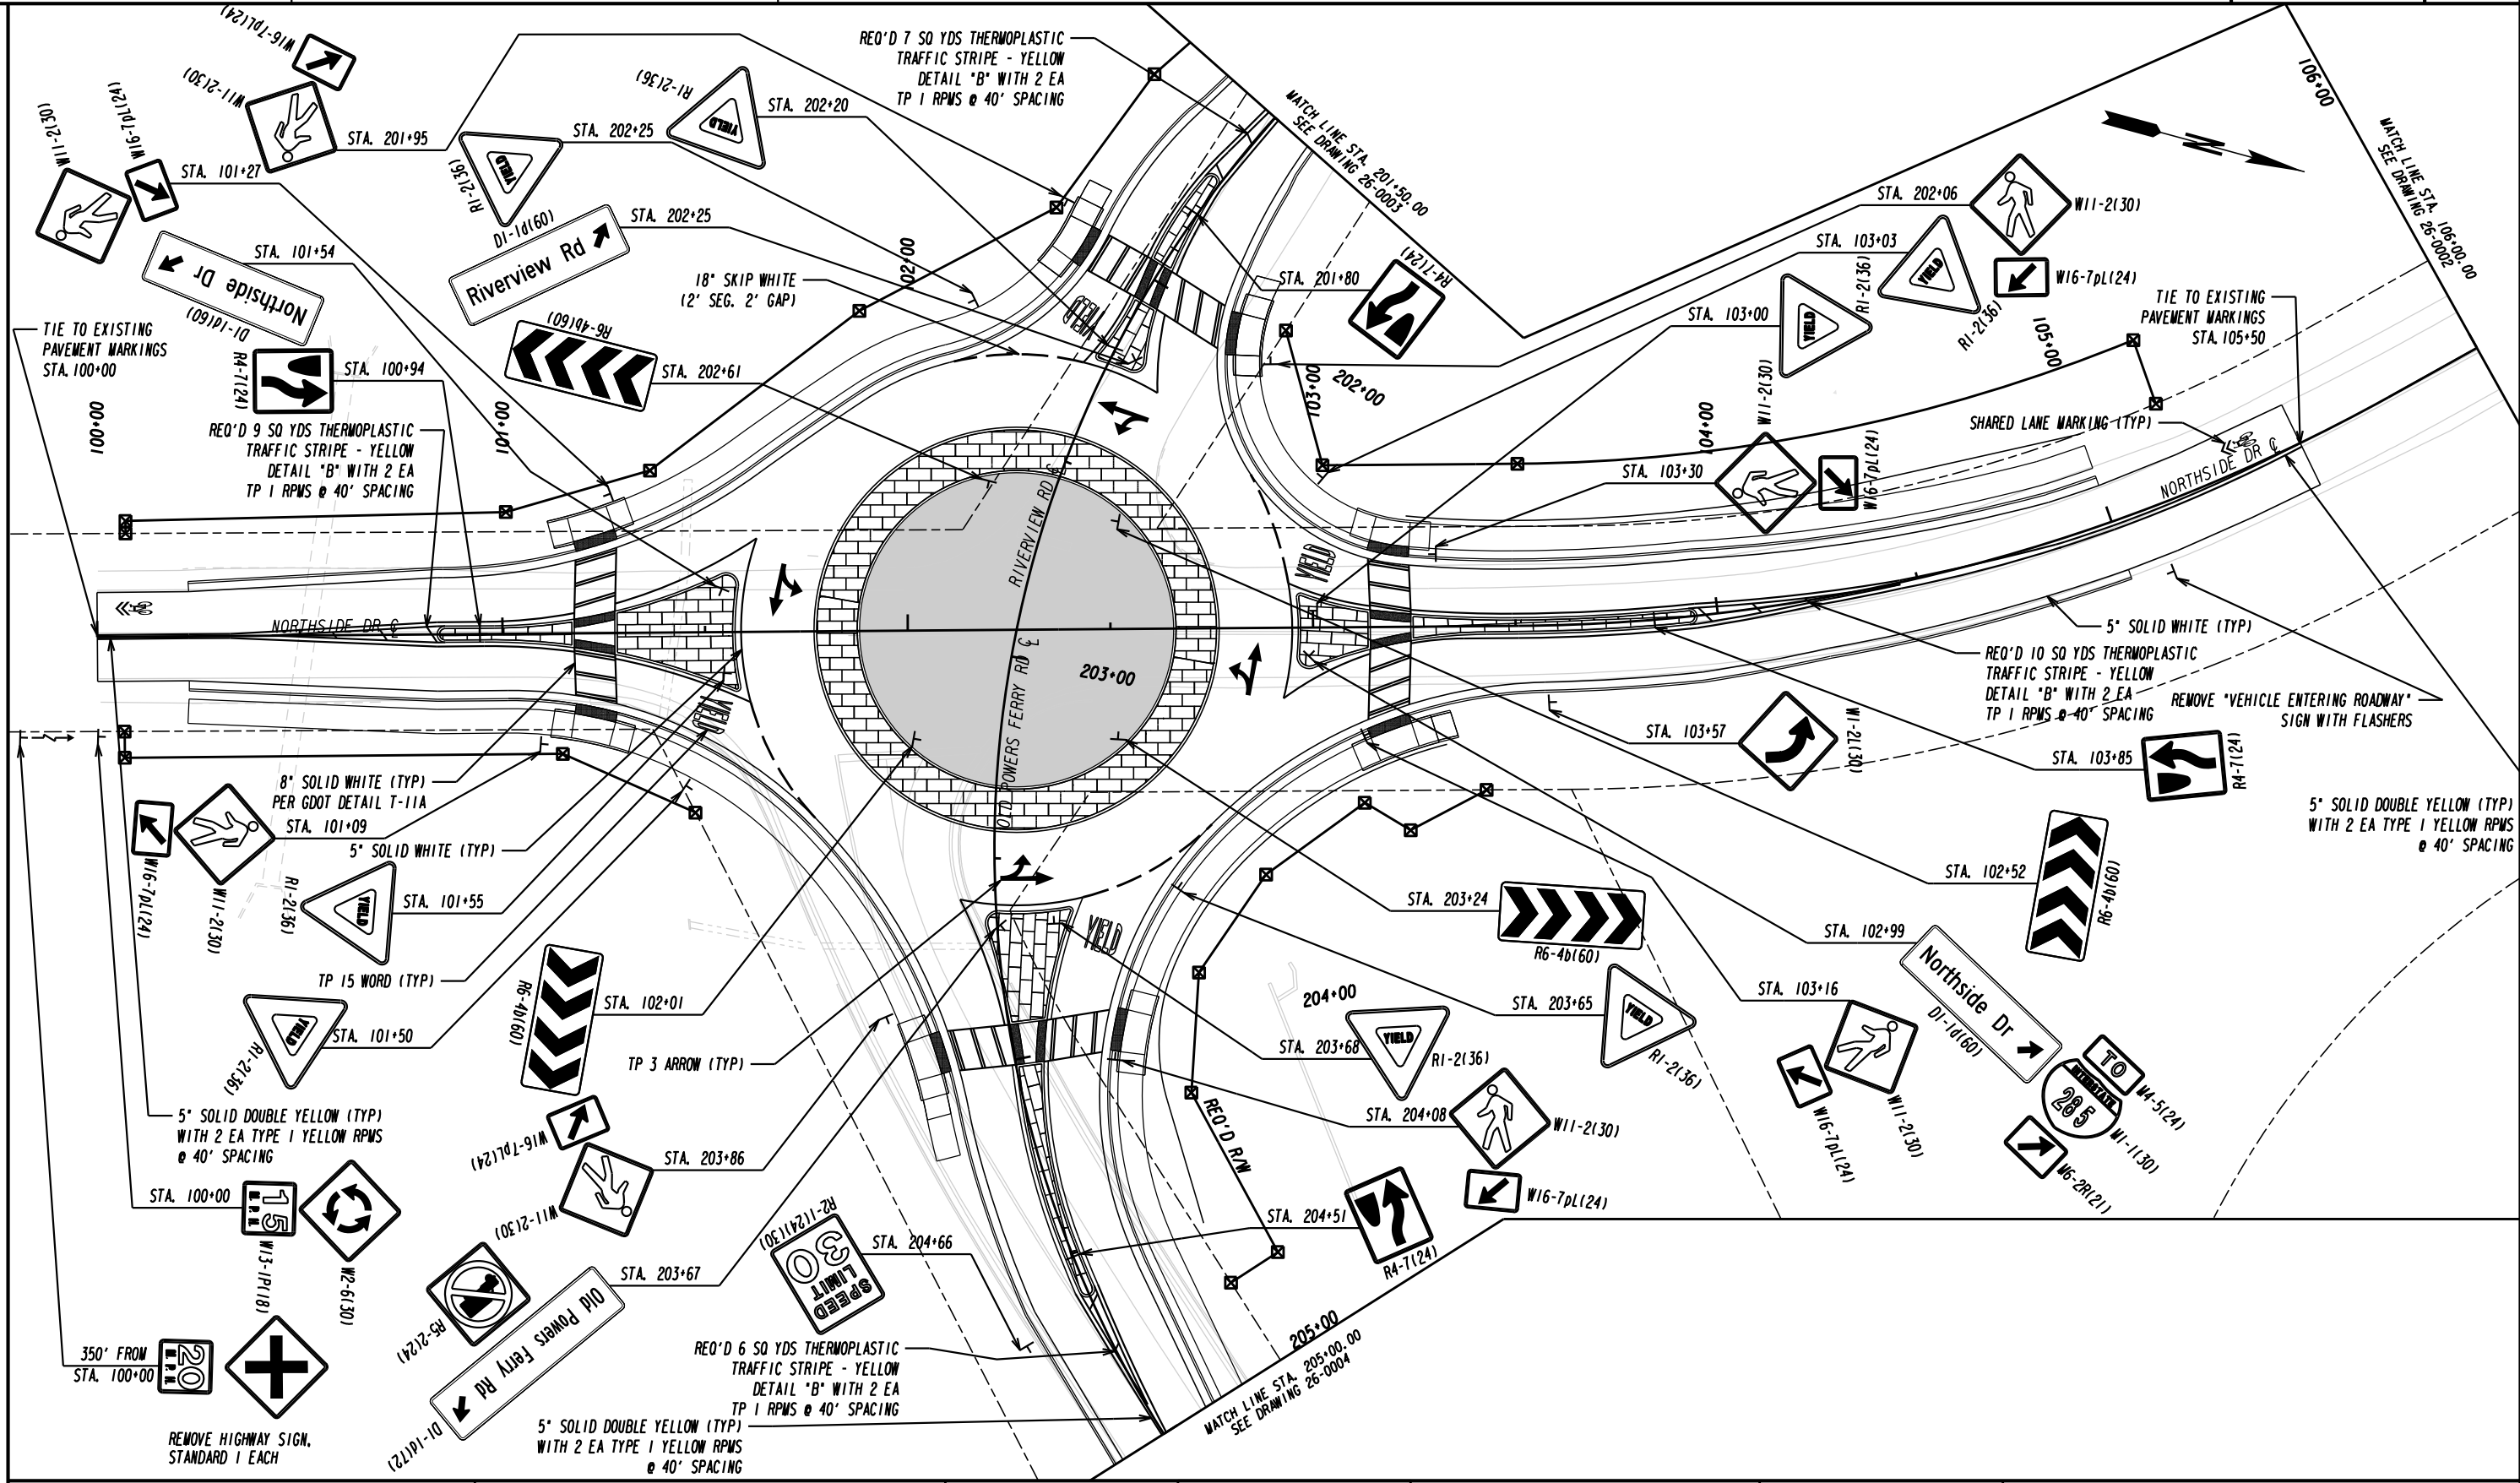 W16-7pL(24)
W11-2(30)
STA. 201+95
W11-2(30)
W16-7pL(24)
STA. 101+27
R1-2(36)
YIELD
STA. 202+20
R1-2(36)
YIELD
STA. 202+25
REQ'D 7 SQ YDS THERMOPLASTIC
TRAFFIC STRIPE - YELLOW
DETAIL "B" WITH 2 EA
TP 1 RPMS @ 40' SPACING
MATCH LINE STA. 201+50.00
SEE DRAWING 26-0003
106+00
MATCH LINE STA. 106+00.00
SEE DRAWING 26-0002
N
Northside Dr
D1-1d(60)
STA. 101+54
D1-1d(60)
Riverview Rd
STA. 202+25
18" SKIP WHITE
(2' SEG. 2' GAP)
102+00
YIELD
STA. 201+80
R4-7(24)
STA. 202+06
W11-2(30)
W16-7pL(24)
STA. 103+03
R1-2(36)
YIELD
STA. 103+00
R1-2(36)
YIELD
105+00
TIE TO EXISTING
PAVEMENT MARKINGS
STA. 105+50
TIE TO EXISTING
PAVEMENT MARKINGS
STA. 100+00
R4-7(24)
STA. 100+94
R6-4b(60)
STA. 202+61
100+00
101+00
REQ'D 9 SQ YDS THERMOPLASTIC
TRAFFIC STRIPE - YELLOW
DETAIL "B" WITH 2 EA
TP 1 RPMS @ 40' SPACING
103+00
202+00
104+00
W11-2(30)
STA. 103+30
W16-7pL(24)
SHARED LANE MARKING (TYP)
NORTHSIDE DR ℄
NORTHSIDE DR ℄
RIVERVIEW RD ℄
OLD POWERS FERRY RD ℄
203+00
YIELD
YIELD
5" SOLID WHITE (TYP)
REQ'D 10 SQ YDS THERMOPLASTIC
TRAFFIC STRIPE - YELLOW
DETAIL "B" WITH 2 EA
TP 1 RPMS @ 40' SPACING
REMOVE "VEHICLE ENTERING ROADWAY"
SIGN WITH FLASHERS
STA. 103+57
W1-2L(30)
STA. 103+85
R4-7(24)
5" SOLID DOUBLE YELLOW (TYP)
WITH 2 EA TYPE 1 YELLOW RPMS
@ 40' SPACING
8" SOLID WHITE (TYP)
PER GDOT DETAIL T-11A
STA. 101+09
W16-7pL(24)
W11-2(30)
5" SOLID WHITE (TYP)
R1-2(36)
YIELD
STA. 101+55
TP 15 WORD (TYP)
R1-2(36)
YIELD
STA. 101+50
R6-4b(60)
STA. 102+01
TP 3 ARROW (TYP)
YIELD
STA. 203+24
R6-4b(60)
STA. 102+52
R6-4b(60)
STA. 102+99
Northside Dr
D1-1d(60)
TO
M4-5(24)
INTERSTATE
285
M1-1(30)
M6-2R(21)
STA. 103+16
W11-2(30)
W16-7pL(24)
204+00
STA. 203+65
YIELD
R1-2(36)
STA. 203+68
YIELD
R1-2(36)
STA. 204+08
W11-2(30)
W16-7pL(24)
REQ'D R/W
STA. 204+51
R4-7(24)
5" SOLID DOUBLE YELLOW (TYP)
WITH 2 EA TYPE 1 YELLOW RPMS
@ 40' SPACING
STA. 100+00
15
M.P.H.
W13-1P(18)
W2-6(30)
350' FROM
STA. 100+00
20
M.P.H.
REMOVE HIGHWAY SIGN,
STANDARD 1 EACH
W16-7pL(24)
W11-2(30)
STA. 203+86
R5-2(24)
Old Powers Ferry Rd
D1-1d(72)
STA. 203+67
R2-1(24)(30)
SPEED
LIMIT
30
STA. 204+66
REQ'D 6 SQ YDS THERMOPLASTIC
TRAFFIC STRIPE - YELLOW
DETAIL "B" WITH 2 EA
TP 1 RPMS @ 40' SPACING
5" SOLID DOUBLE YELLOW (TYP)
WITH 2 EA TYPE 1 YELLOW RPMS
@ 40' SPACING
205+00
MATCH LINE STA. 205+00.00
SEE DRAWING 26-0004